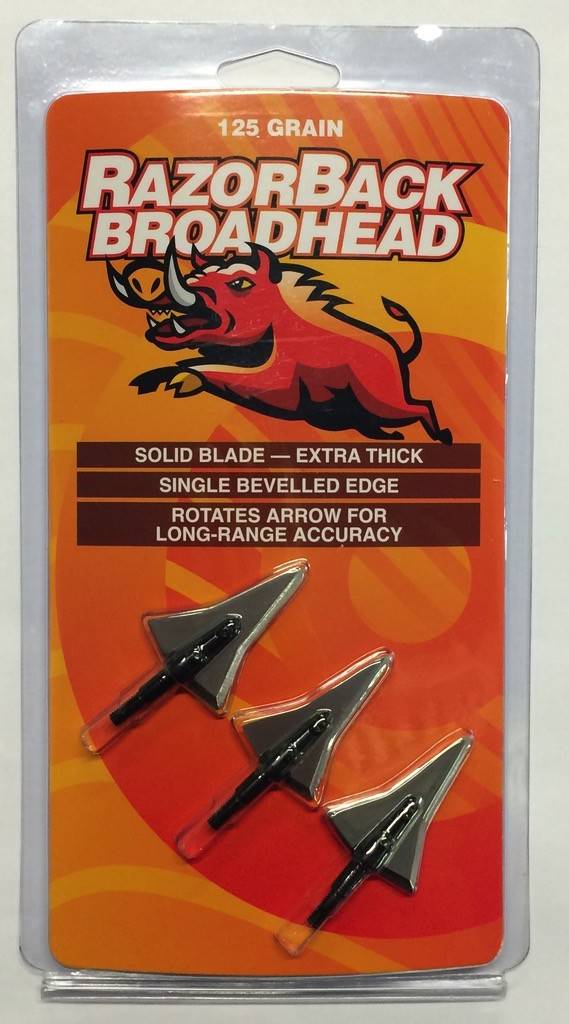 125 GRAIN
RAZORBACK
BROADHEAD
SOLID BLADE — EXTRA THICK
SINGLE BEVELLED EDGE
ROTATES ARROW FOR
LONG-RANGE ACCURACY